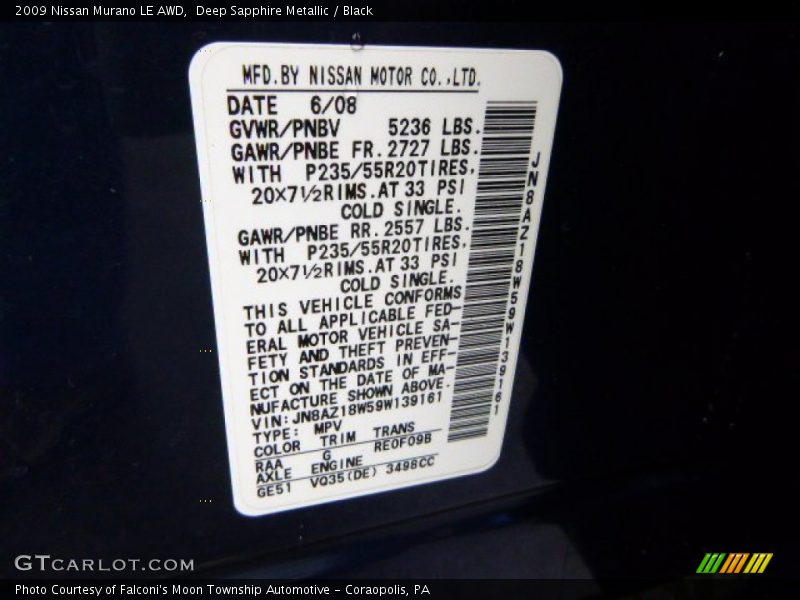 2009 Nissan Murano LE AWD,  Deep Sapphire Metallic / Black
MFD.BY NISSAN MOTOR CO.,LTD.
DATE 6/08
GVWR/PNBV 5236 LBS.
GAWR/PNBE FR.2727 LBS.
WITH P235/55R20TIRES,
20X7½RIMS.AT 33 PSI
COLD SINGLE.
GAWR/PNBE RR.2557 LBS.
WITH P235/55R20TIRES,
20X7½RIMS.AT 33 PSI
COLD SINGLE.
THIS VEHICLE CONFORMS
TO ALL APPLICABLE FED-
ERAL MOTOR VEHICLE SA-
FETY AND THEFT PREVEN-
TION STANDARDS IN EFF-
ECT ON THE DATE OF MA-
NUFACTURE SHOWN ABOVE.
VIN:JN8AZ18W59W139161
TYPE: MPV
COLOR TRIM TRANS
RAA G RE0F09B
AXLE ENGINE
GE51 VQ35(DE) 3498CC
JN8AZ18W59W139161
GTCARLOT.COM
Photo Courtesy of Falconi's Moon Township Automotive - Coraopolis, PA